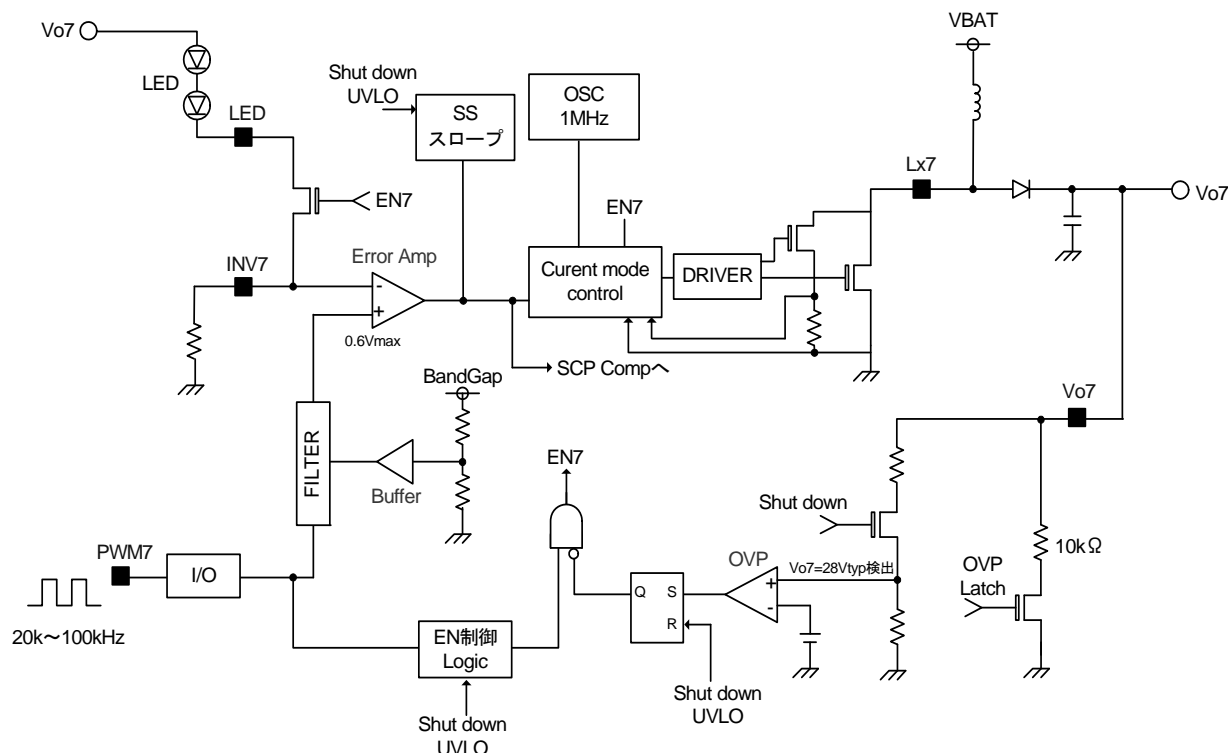 VBAT
Vo7
LED
LED
Shut down
UVLO
SS
スロープ
OSC
1MHz
Lx7
Vo7
EN7
EN7
INV7
Error Amp
-
+
0.6Vmax
Curent mode
control
DRIVER
SCP Compへ
BandGap
Vo7
FILTER
Buffer
EN7
Shut down
10kΩ
PWM7
I/O
OVP
Vo7=28Vtyp検出
OVP
Latch
+
-
Q
S
R
20k～100kHz
EN制御
Logic
Shut down
UVLO
Shut down
UVLO